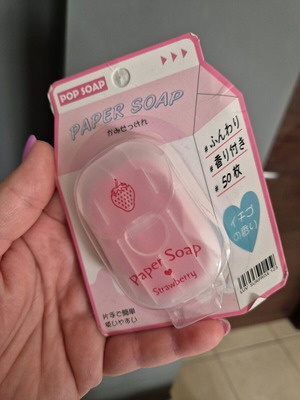 POP SOAP
PAPER SOAP
かみせっけん
#ふんわり
#香り付き
#50枚
イチゴ
の香り
Paper Soap
Strawberry
片手で簡単
使いやすい